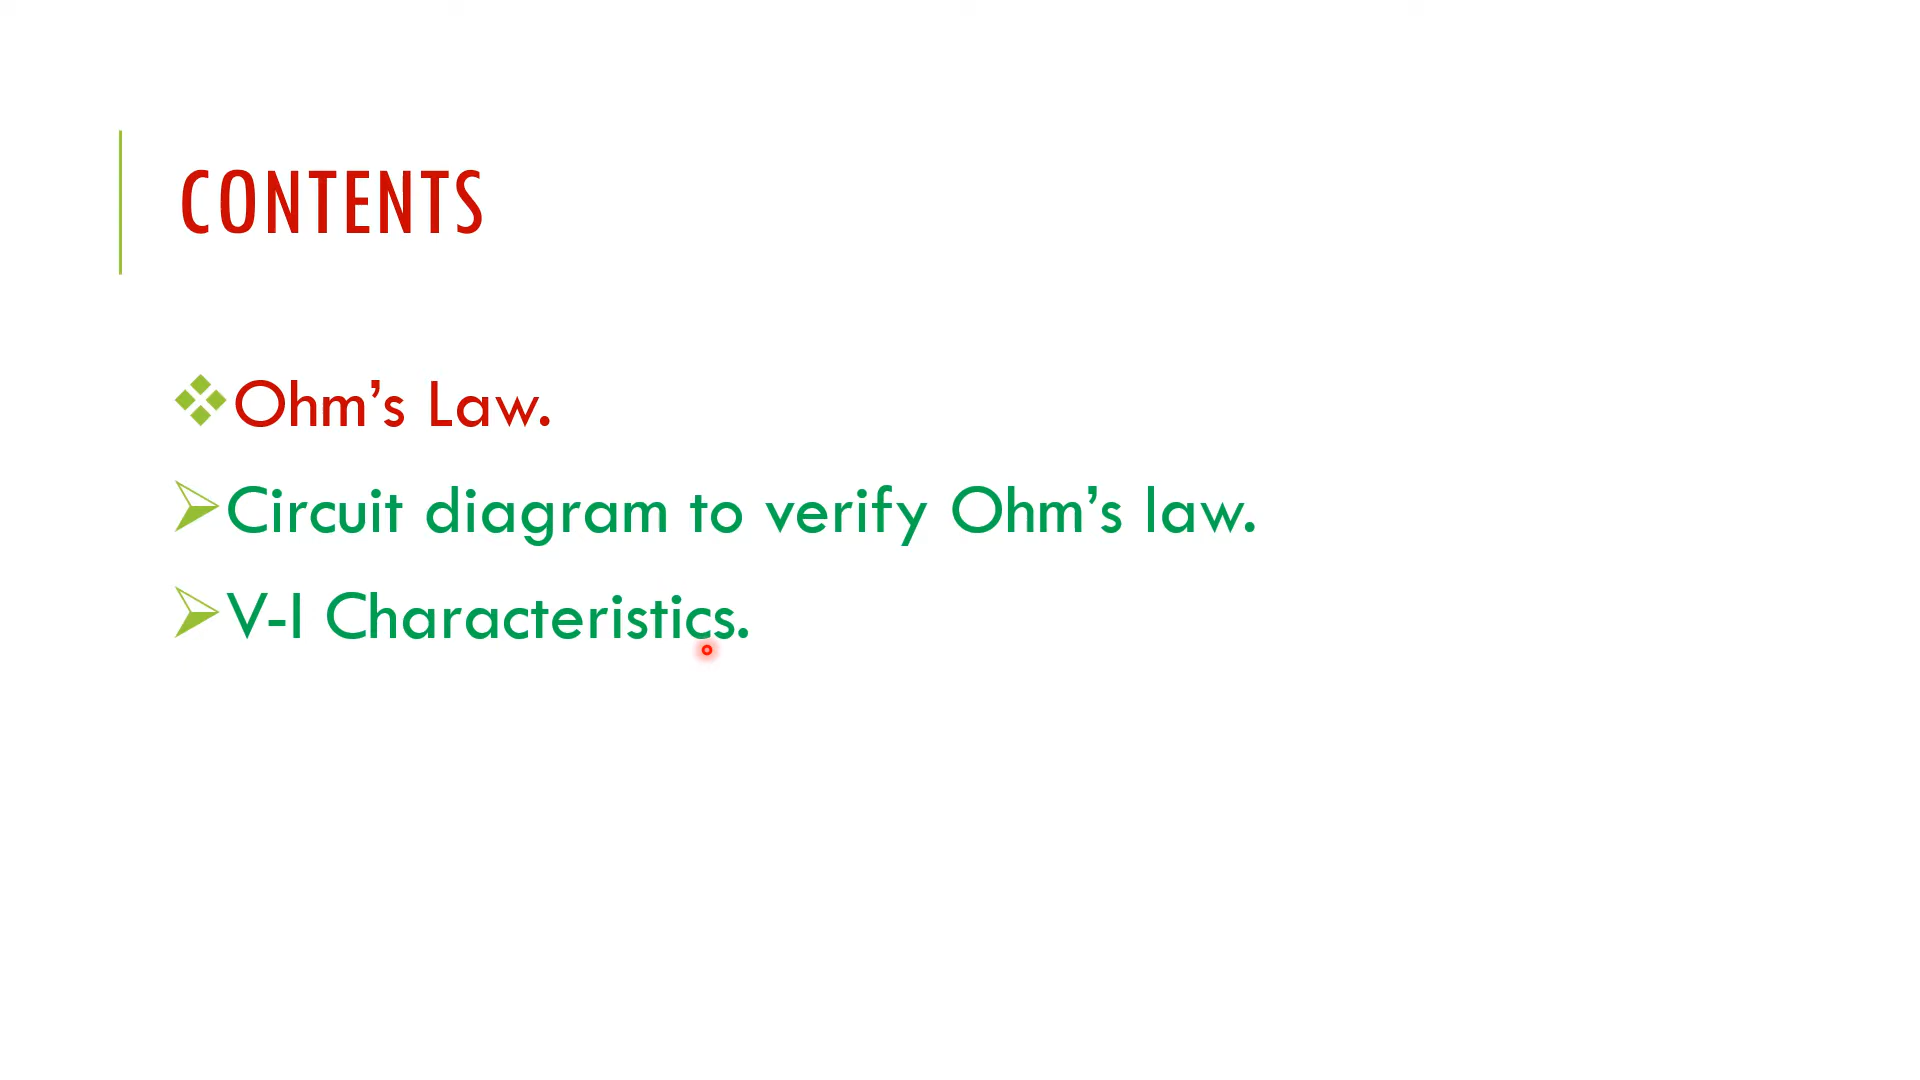 CONTENTS
Ohm’s Law.
Circuit diagram to verify Ohm’s law.
V-I Characteristics.